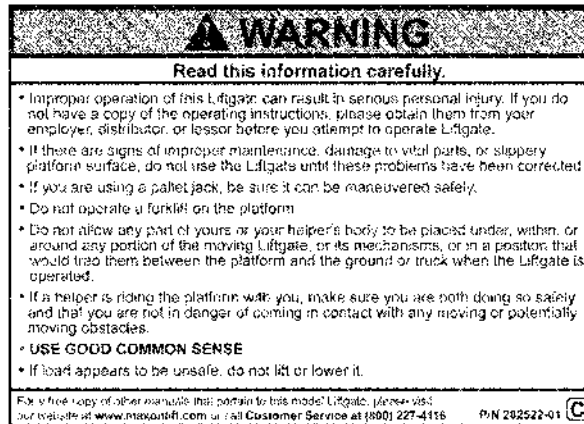 WARNING
Read this information carefully.
• Improper operation of this Liftgate can result in serious personal injury. If you do
not have a copy of the operating instructions, please obtain them from your
employer, distributor, or lessor before you attempt to operate Liftgate.
• If there are signs of improper maintenance, damage to vital parts, or slippery
platform surface, do not use the Liftgate until these problems have been corrected
• If you are using a pallet jack, be sure it can be maneuvered safely.
• Do not operate a forklift on the platform
• Do not allow any part of yours or your helper's body to be placed under, within, or
around any portion of the moving Liftgate, or its mechanisms, or in a position that
would trap them between the platform and the ground or truck when the Liftgate is
operated.
• If a helper is riding the platform with you, make sure you are both doing so safely
and that you are not in danger of coming in contact with any moving or potentially
moving obstacles.
• USE GOOD COMMON SENSE
• If load appears to be unsafe, do not lift or lower it.
For a free copy of other manuals that pertain to this model Liftgate, please visit
our website at www.maxonlift.com or call Customer Service at (800) 227-4116 P/N 282522-01 C